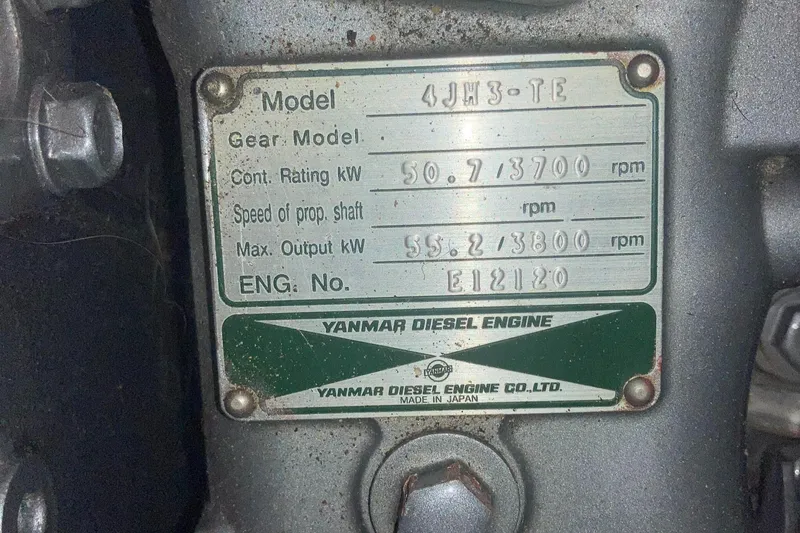 Model 4JH3-TE
Gear Model
Cont. Rating kW 50.7/3700 rpm
Speed of prop. shaft rpm
Max. Output kW 55.2/3800 rpm
ENG. No. E12120
YANMAR DIESEL ENGINE
YANMAR
YANMAR DIESEL ENGINE CO.,LTD.
MADE IN JAPAN